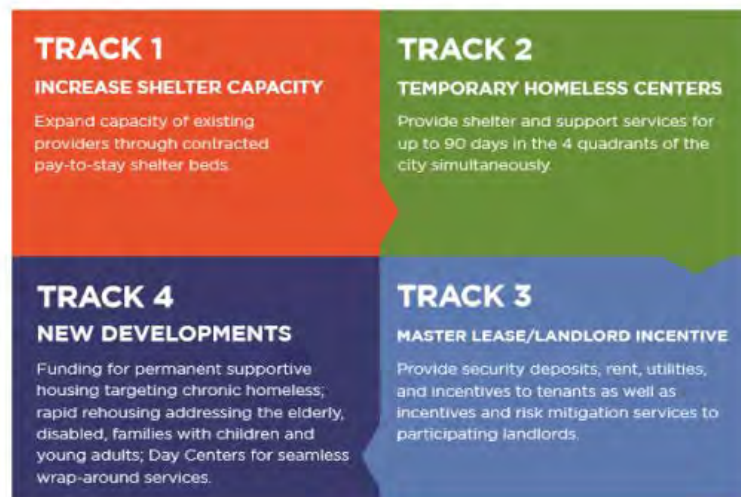 TRACK 1
INCREASE SHELTER CAPACITY
Expand capacity of existing
providers through contracted
pay-to-stay shelter beds.
TRACK 2
TEMPORARY HOMELESS CENTERS
Provide shelter and support services for
up to 90 days in the 4 quadrants of the
city simultaneously.
TRACK 4
NEW DEVELOPMENTS
Funding for permanent supportive
housing targeting chronic homeless;
rapid rehousing addressing the elderly,
disabled, families with children and
young adults; Day Centers for seamless
wrap-around services.
TRACK 3
MASTER LEASE/LANDLORD INCENTIVE
Provide security deposits, rent, utilities,
and incentives to tenants as well as
incentives and risk mitigation services to
participating landlords.